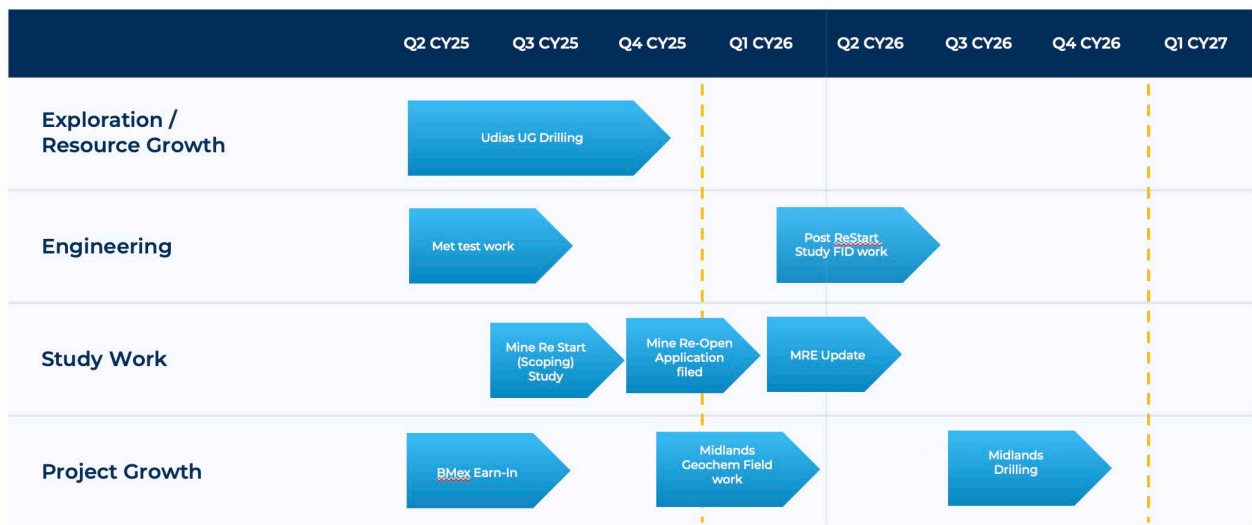 Q2 CY25 Q3 CY25 Q4 CY25 Q1 CY26 Q2 CY26 Q3 CY26 Q4 CY26 Q1 CY27
Exploration /
Resource Growth
Udias UG Drilling
Engineering
Met test work
Post ReStart
Study FID work
Study Work
Mine Re Start
(Scoping)
Study
Mine Re-Open
Application
filed
MRE Update
Project Growth
BMex Earn-In
Midlands
Geochem Field
work
Midlands
Drilling